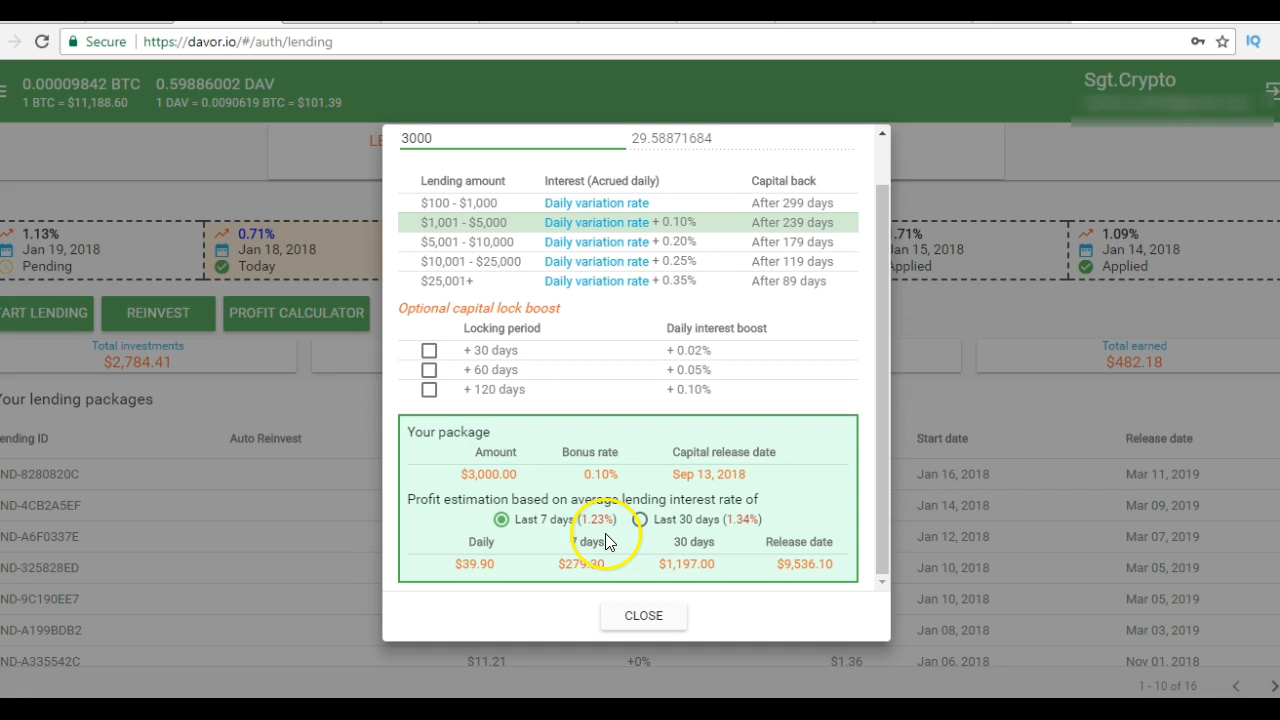 Secure https://davor.io/#/auth/lending
IQ
0.00009842 BTC 0.59886002 DAV
1 BTC = $11,188.60 1 DAV = 0.0090619 BTC = $101.39
Sgt.Crypto
LE
3000 29.58871684
Lending amount Interest (Accrued daily) Capital back
$100 - $1,000 Daily variation rate After 299 days
$1,001 - $5,000 Daily variation rate + 0.10% After 239 days
$5,001 - $10,000 Daily variation rate + 0.20% After 179 days
$10,001 - $25,000 Daily variation rate + 0.25% After 119 days
$25,001+ Daily variation rate + 0.35% After 89 days
1.13%
Jan 19, 2018
Pending
0.71%
Jan 18, 2018
Today
.71%
Jan 15, 2018
Applied
1.09%
Jan 14, 2018
Applied
TART LENDING REINVEST PROFIT CALCULATOR
Optional capital lock boost
Locking period Daily interest boost
+ 30 days + 0.02%
+ 60 days + 0.05%
+ 120 days + 0.10%
Total investments
$2,784.41
Total earned
$482.18
Your package
Amount Bonus rate Capital release date
$3,000.00 0.10% Sep 13, 2018
Profit estimation based on average lending interest rate of
Last 7 days (1.23%) Last 30 days (1.34%)
Daily 7 days 30 days Release date
$39.90 $279.30 $1,197.00 $9,536.10
CLOSE
Your lending packages
ending ID Auto Reinvest Start date Release date
ND-8280820C Jan 16, 2018 Mar 11, 2019
ND-4CB2A5EF Jan 14, 2018 Mar 09, 2019
ND-A6F0337E Jan 12, 2018 Mar 07, 2019
ND-325828ED Jan 10, 2018 Mar 05, 2019
ND-9C190EE7 Jan 10, 2018 Mar 05, 2019
ND-A199BDB2 Jan 08, 2018 Mar 03, 2019
ND-A335542C $11.21 +0% $1.36 Jan 06, 2018 Nov 01, 2018
1 - 10 of 16